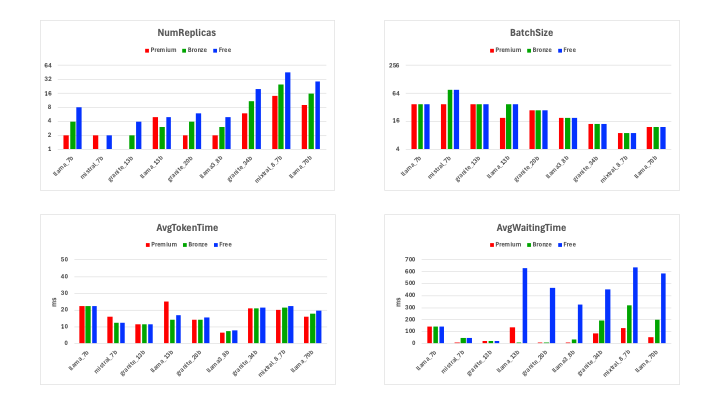 NumReplicas
Premium Bronze Free
64
32
16
8
4
2
1
llama_7b mistral_7b granite_13b llama_13b granite_20b llama3_8b granite_34b mixtral_8_7b llama_70b
BatchSize
Premium Bronze Free
256
64
16
4
llama_7b mistral_7b granite_13b llama_13b granite_20b llama3_8b granite_34b mixtral_8_7b llama_70b
AvgTokenTime
Premium Bronze Free
50
40
30
20
10
0
ms
llama_7b mistral_7b granite_13b llama_13b granite_20b llama3_8b granite_34b mixtral_8_7b llama_70b
AvgWaitingTime
Premium Bronze Free
700
600
500
400
300
200
100
0
ms
llama_7b mistral_7b granite_13b llama_13b granite_20b llama3_8b granite_34b mixtral_8_7b llama_70b